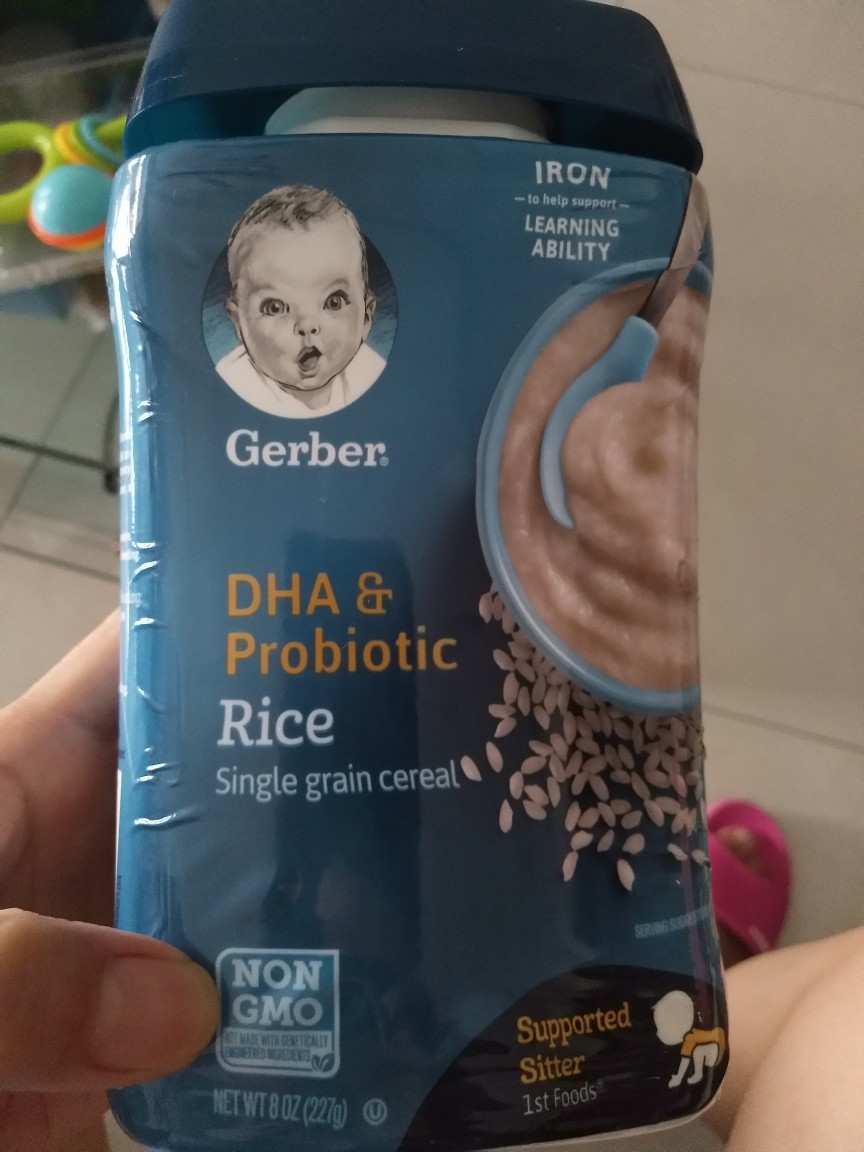 IRON
to help support
LEARNING
ABILITY
Gerber®
DHA &
Probiotic
Rice
Single grain cereal
SERVING
NON
GMO
NOT MADE WITH GENETICALLY
ENGINEERED INGREDIENTS
Supported
Sitter
1st Foods®
NET WT 8 OZ (227g)
U